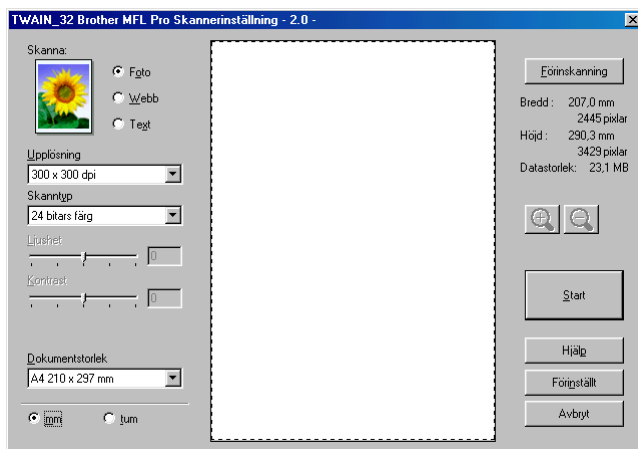 TWAIN_32 Brother MFL Pro Skannerinställning - 2.0 -
Skanna:
Foto
Webb
Text
Upplösning
300 x 300 dpi
Skanntyp
24 bitars färg
Ljushet
0
Kontrast
0
Dokumentstorlek
A4 210 x 297 mm
mm
tum
Förinskanning
Bredd : 207,0 mm
2445 pixlar
Höjd : 290,3 mm
3429 pixlar
Datastorlek: 23,1 MB
Start
Hjälp
Förinställt
Avbryt